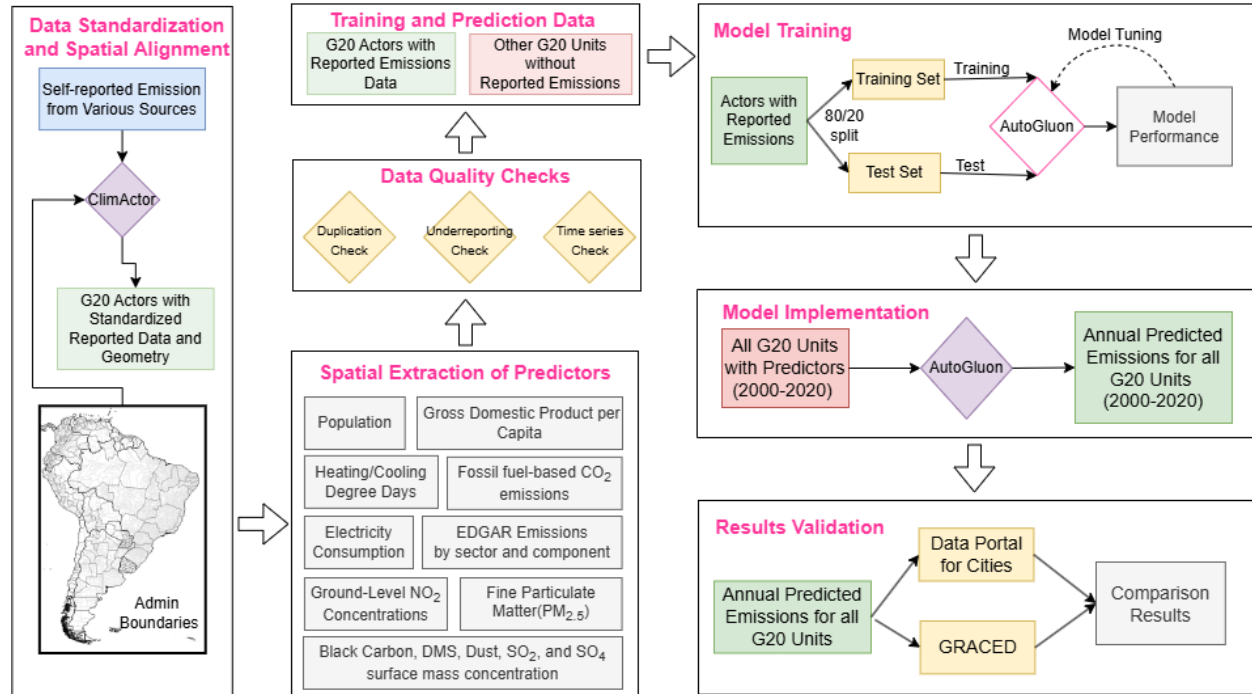 Data Standardization
and Spatial Alignment
Self-reported Emission
from Various Sources
ClimActor
G20 Actors with
Standardized
Reported Data and
Geometry
Admin
Boundaries
Training and Prediction Data
G20 Actors with
Reported Emissions
Data
Other G20 Units
without
Reported Emissions
Data Quality Checks
Duplication
Check
Underreporting
Check
Time series
Check
Spatial Extraction of Predictors
Population
Gross Domestic Product per
Capita
Heating/Cooling
Degree Days
Fossil fuel-based CO₂
emissions
Electricity
Consumption
EDGAR Emissions
by sector and component
Ground-Level NO₂
Concentrations
Fine Particulate
Matter(PM₂.₅)
Black Carbon, DMS, Dust, SO₂, and SO₄
surface mass concentration
Model Training
Model Tuning
Actors with
Reported
Emissions
80/20
split
Training Set
Training
Test Set
Test
AutoGluon
Model
Performance
Model Implementation
All G20 Units
with Predictors
(2000-2020)
AutoGluon
Annual Predicted
Emissions for all
G20 Units
(2000-2020)
Results Validation
Annual Predicted
Emissions for all
G20 Units
Data Portal
for Cities
GRACED
Comparison
Results